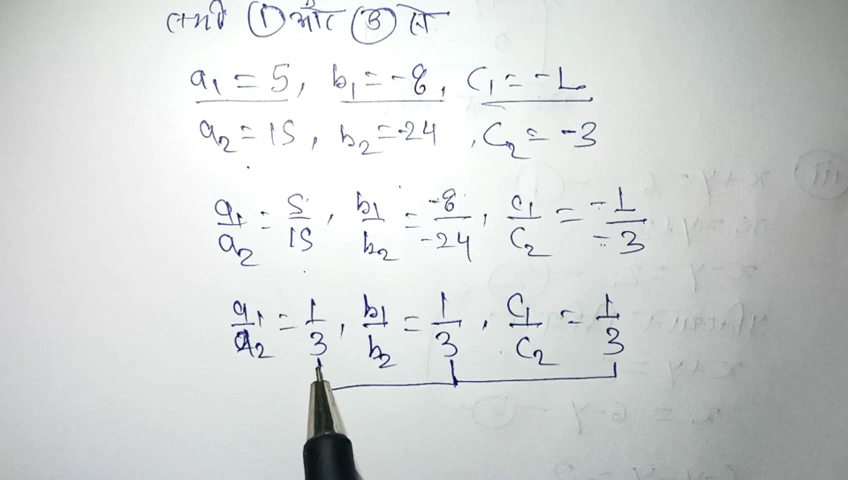 समी ① और ③ से
a₁ = 5, b₁ = -8, c₁ = -1
a₂ = 15, b₂ = -24, c₂ = -3
a₁/a₂ = 5/15, b₁/b₂ = -8/-24, c₁/c₂ = -1/-3
a₁/a₂ = 1/3, b₁/b₂ = 1/3, c₁/c₂ = 1/3